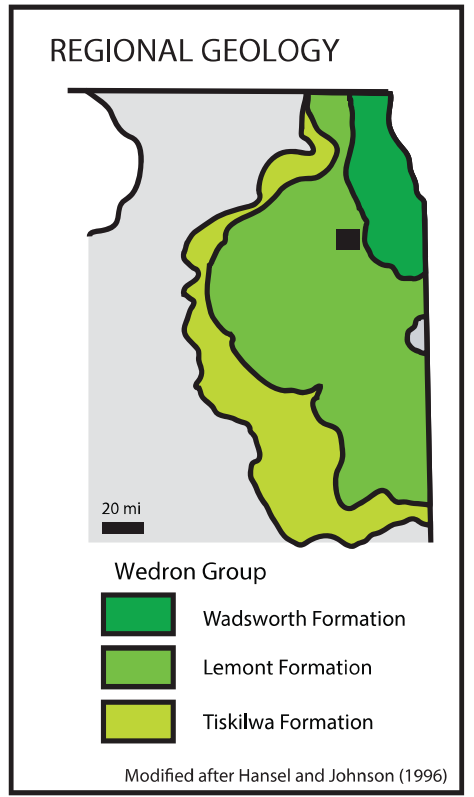 REGIONAL GEOLOGY
20 mi
Wedron Group
Wadsworth Formation
Lemont Formation
Tiskilwa Formation
Modified after Hansel and Johnson (1996)